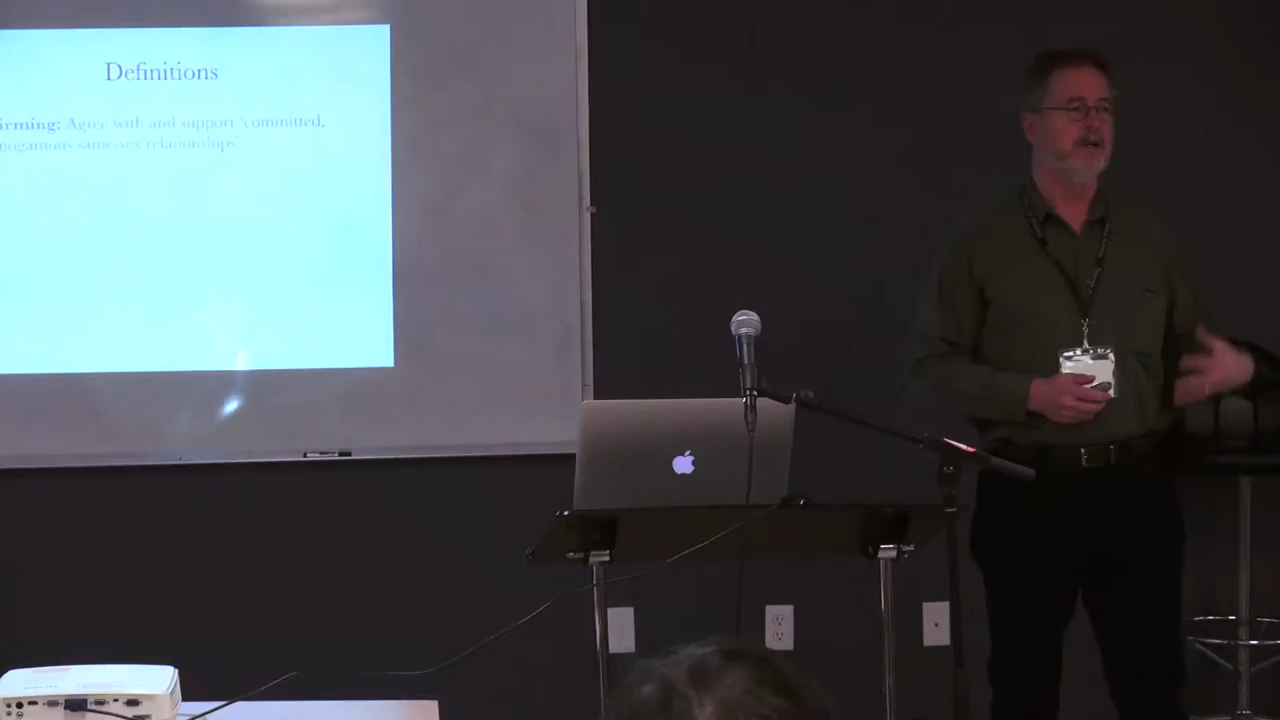 Definitions
irming: Agree with and support 'committed,
nogamous same-sex relationships'